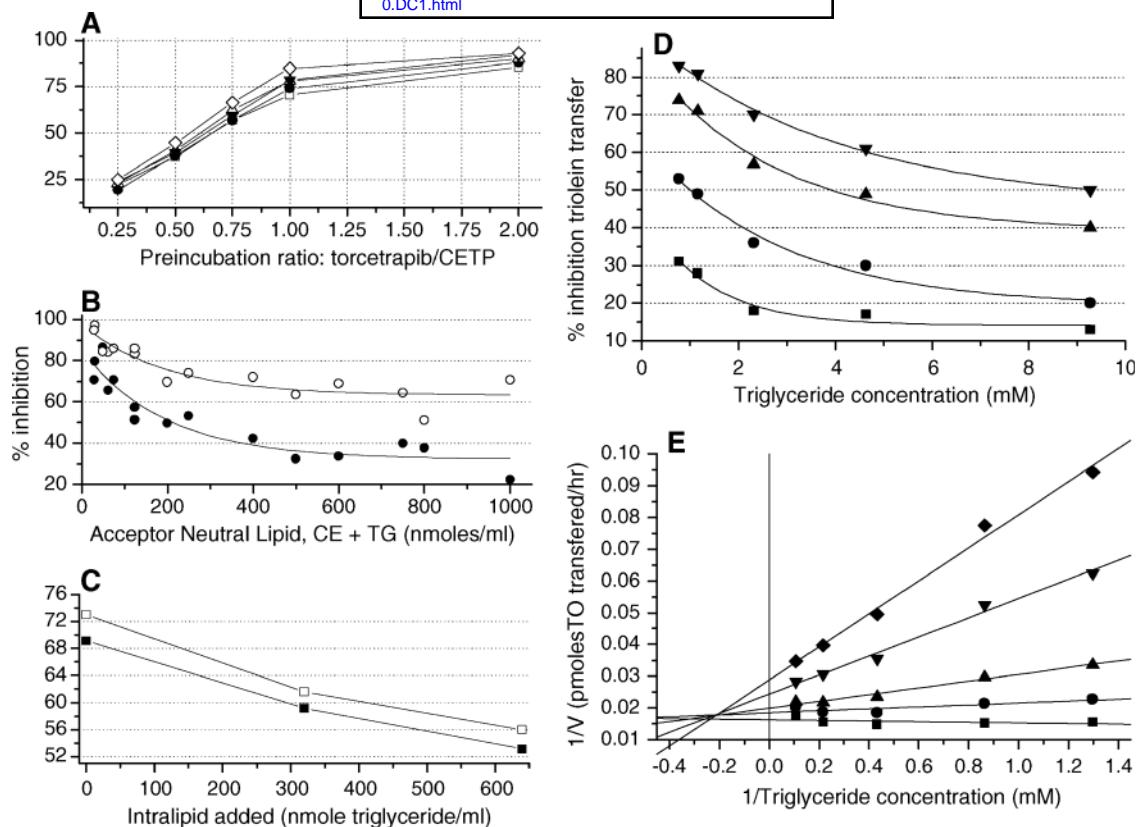 0.DC1.html
A
100
75
50
25
0.25 0.50 0.75 1.00 1.25 1.50 1.75 2.00
Preincubation ratio: torcetrapib/CETP
B
% inhibition
100
80
60
40
20
0 200 400 600 800 1000
Acceptor Neutral Lipid, CE + TG (nmoles/ml)
C
76
72
68
64
60
56
52
0 100 200 300 400 500 600
Intralipid added (nmole triglyceride/ml)
D
% inhibition triolein transfer
80
70
60
50
40
30
20
10
0 2 4 6 8 10
Triglyceride concentration (mM)
E
1/V (pmolesTO transfered/hr)
0.10
0.09
0.08
0.07
0.06
0.05
0.04
0.03
0.02
0.01
-0.4 -0.2 0.0 0.2 0.4 0.6 0.8 1.0 1.2 1.4
1/Triglyceride concentration (mM)